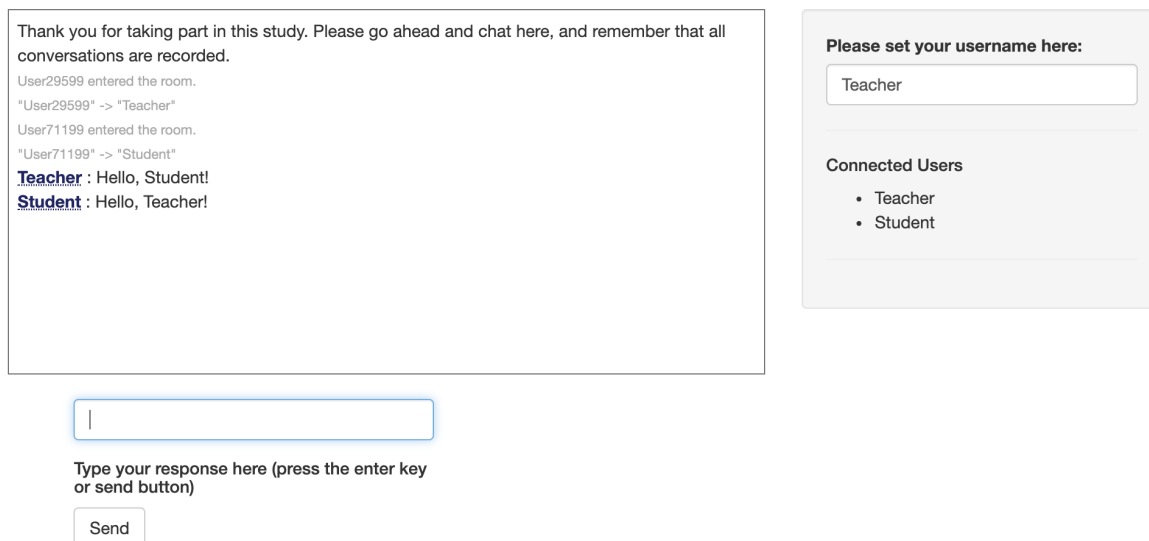 Thank you for taking part in this study. Please go ahead and chat here, and remember that all
conversations are recorded.
User29599 entered the room.
"User29599" -> "Teacher"
User71199 entered the room.
"User71199" -> "Student"
Teacher : Hello, Student!
Student : Hello, Teacher!
Type your response here (press the enter key
or send button)
Send
Please set your username here:
Teacher
Connected Users
• Teacher
• Student